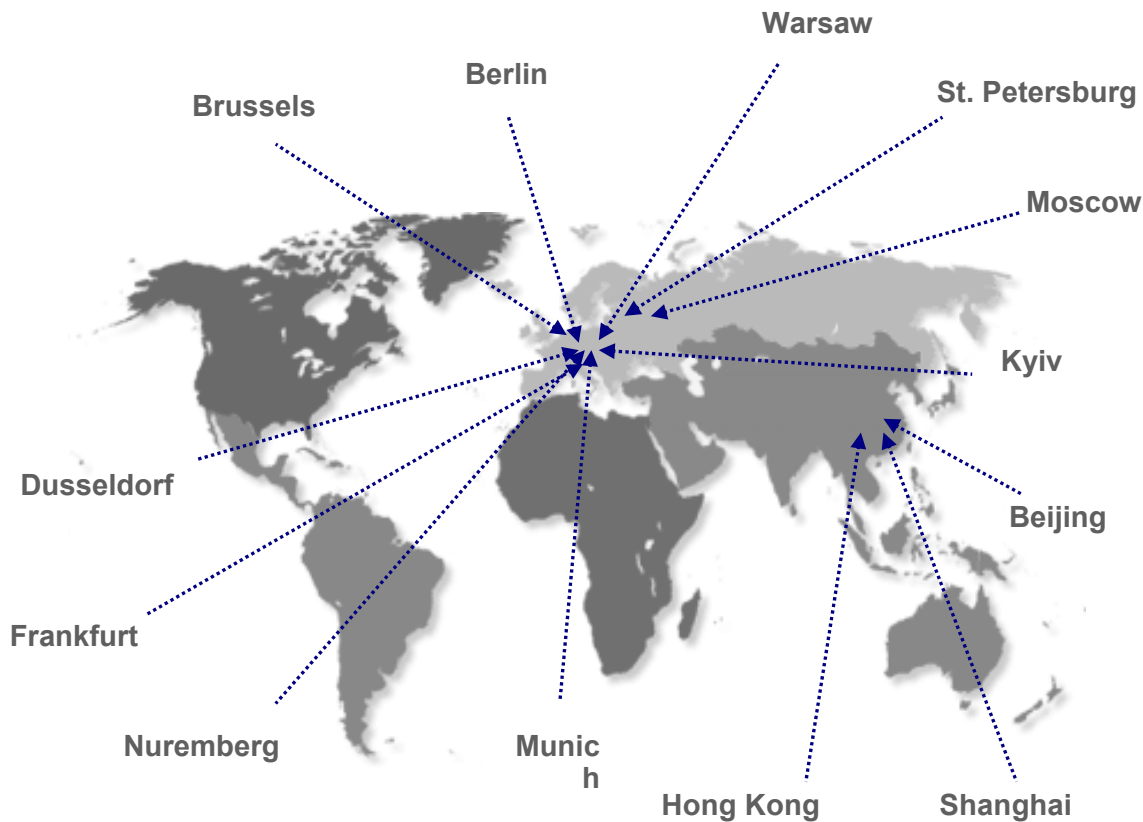 Warsaw
Berlin
St. Petersburg
Brussels
Moscow
Kyiv
Dusseldorf
Beijing
Frankfurt
Nuremberg
Munic
h
Hong Kong
Shanghai